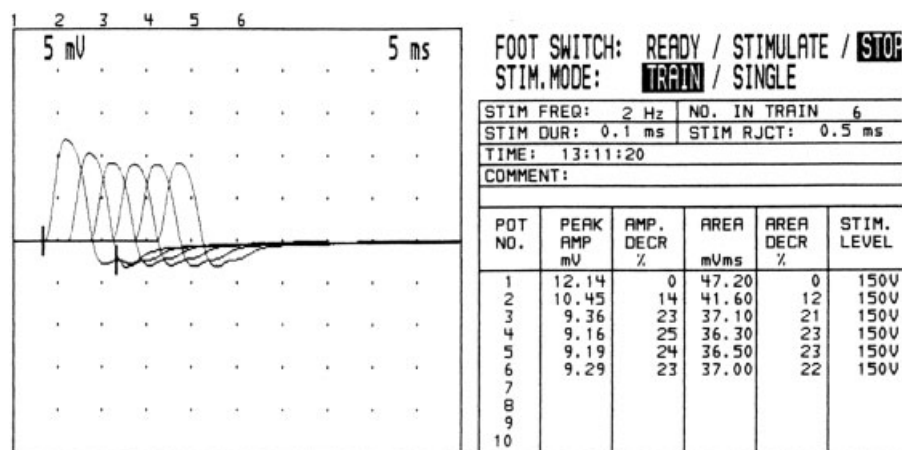 1 2 3 4 5 6
5 mV 5 ms
FOOT SWITCH: READY / STIMULATE / STOP
STIM.MODE: TRAIN / SINGLE
STIM FREQ: 2 Hz NO. IN TRAIN 6
STIM DUR: 0.1 ms STIM RJCT: 0.5 ms
TIME: 13:11:20
COMMENT:
POT PEAK AMP. AREA AREA STIM.
NO. AMP DECR DECR LEVEL
mV % mVms %
1 12.14 0 47.20 0 150V
2 10.45 14 41.60 12 150V
3 9.36 23 37.10 21 150V
4 9.16 25 36.30 23 150V
5 9.19 24 36.50 23 150V
6 9.29 23 37.00 22 150V
7
8
9
10